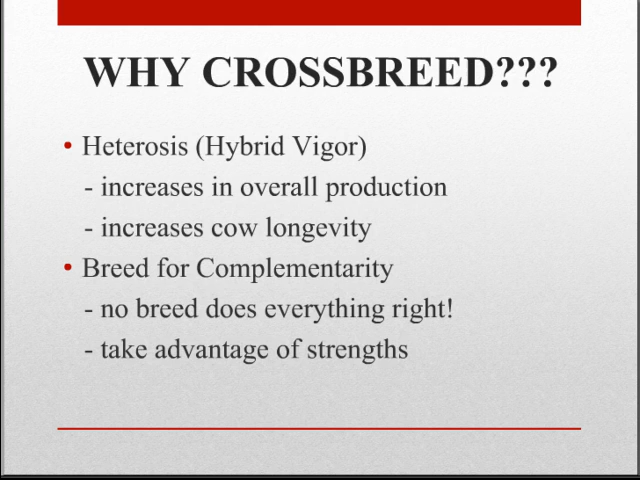 WHY CROSSBREED???
• Heterosis (Hybrid Vigor)
- increases in overall production
- increases cow longevity
• Breed for Complementarity
- no breed does everything right!
- take advantage of strengths